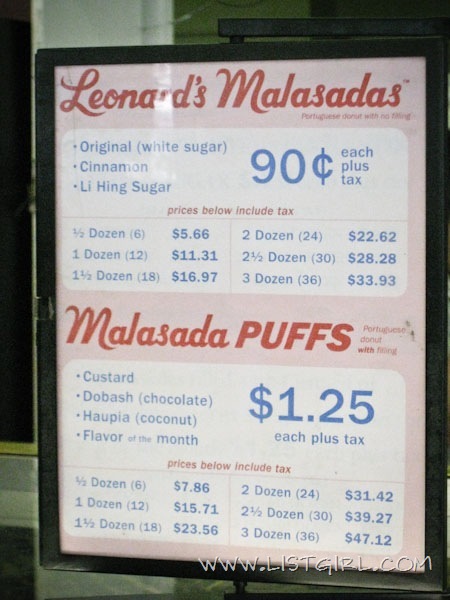 Leonard's Malasadas™
Portuguese donut with no filling
• Original (white sugar)
• Cinnamon
• Li Hing Sugar
90¢ each plus tax
prices below include tax
½ Dozen (6) $5.66
1 Dozen (12) $11.31
1½ Dozen (18) $16.97
2 Dozen (24) $22.62
2½ Dozen (30) $28.28
3 Dozen (36) $33.93
Malasada PUFFS
Portuguese
donut
with filling
• Custard
• Dobash (chocolate)
• Haupia (coconut)
• Flavor of the month
$1.25
each plus tax
prices below include tax
½ Dozen (6) $7.86
1 Dozen (12) $15.71
1½ Dozen (18) $23.56
2 Dozen (24) $31.42
2½ Dozen (30) $39.27
3 Dozen (36) $47.12
WWW.LISTGIRL.COM